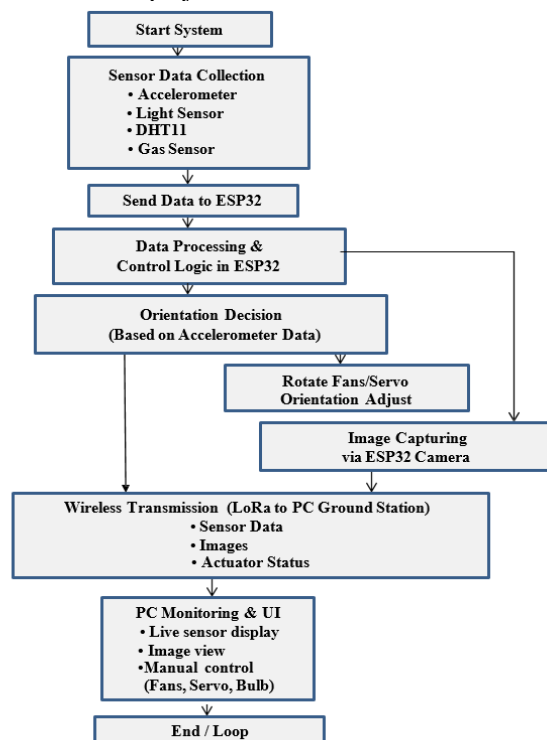 Start System
Sensor Data Collection
• Accelerometer
• Light Sensor
• DHT11
• Gas Sensor
Send Data to ESP32
Data Processing &
Control Logic in ESP32
Orientation Decision
(Based on Accelerometer Data)
Rotate Fans/Servo
Orientation Adjust
Image Capturing
via ESP32 Camera
Wireless Transmission (LoRa to PC Ground Station)
• Sensor Data
• Images
• Actuator Status
PC Monitoring & UI
• Live sensor display
• Image view
• Manual control
(Fans, Servo, Bulb)
End / Loop